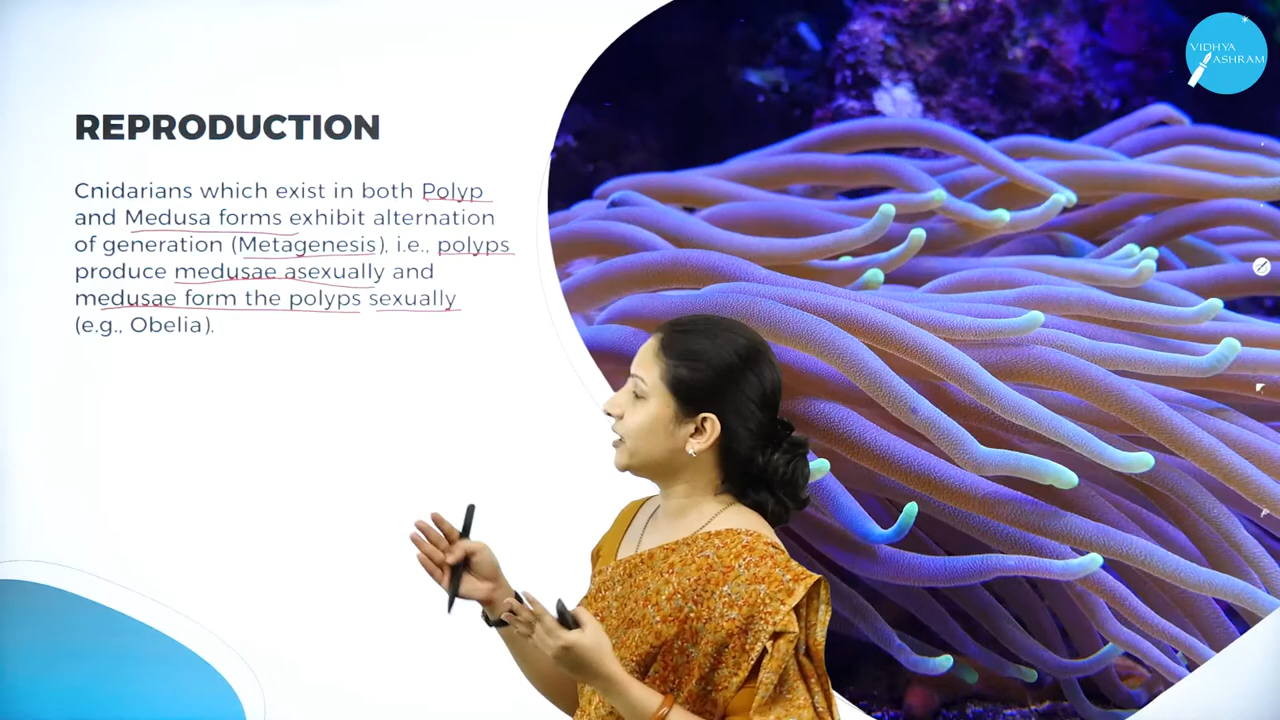 VIDHYA
ASHRAM
REPRODUCTION
Cnidarians which exist in both Polyp
and Medusa forms exhibit alternation
of generation (Metagenesis), i.e., polyps
produce medusae asexually and
medusae form the polyps sexually
(e.g., Obelia).